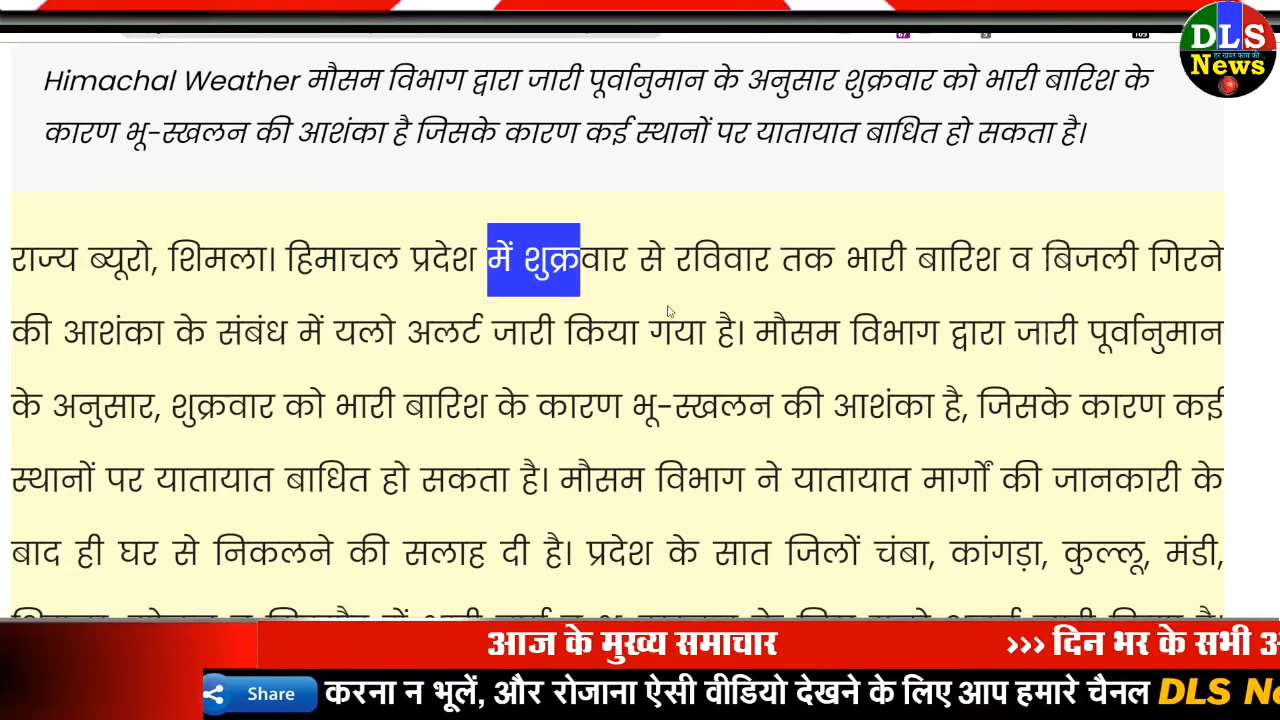 DLS
हर खबर काम की..
News
Himachal Weather मौसम विभाग द्वारा जारी पूर्वानुमान के अनुसार शुक्रवार को भारी बारिश के
कारण भू-स्खलन की आशंका है जिसके कारण कई स्थानों पर यातायात बाधित हो सकता है।
राज्य ब्यूरो, शिमला। हिमाचल प्रदेश में शुक्रवार से रविवार तक भारी बारिश व बिजली गिरने
की आशंका के संबंध में यलो अलर्ट जारी किया गया है। मौसम विभाग द्वारा जारी पूर्वानुमान
के अनुसार, शुक्रवार को भारी बारिश के कारण भू-स्खलन की आशंका है, जिसके कारण कई
स्थानों पर यातायात बाधित हो सकता है। मौसम विभाग ने यातायात मार्गों की जानकारी के
बाद ही घर से निकलने की सलाह दी है। प्रदेश के सात जिलों चंबा, कांगड़ा, कुल्लू, मंडी,
आज के मुख्य समाचार >>> दिन भर के सभी
Share करना न भूलें, और रोजाना ऐसी वीडियो देखने के लिए आप हमारे चैनल DLS